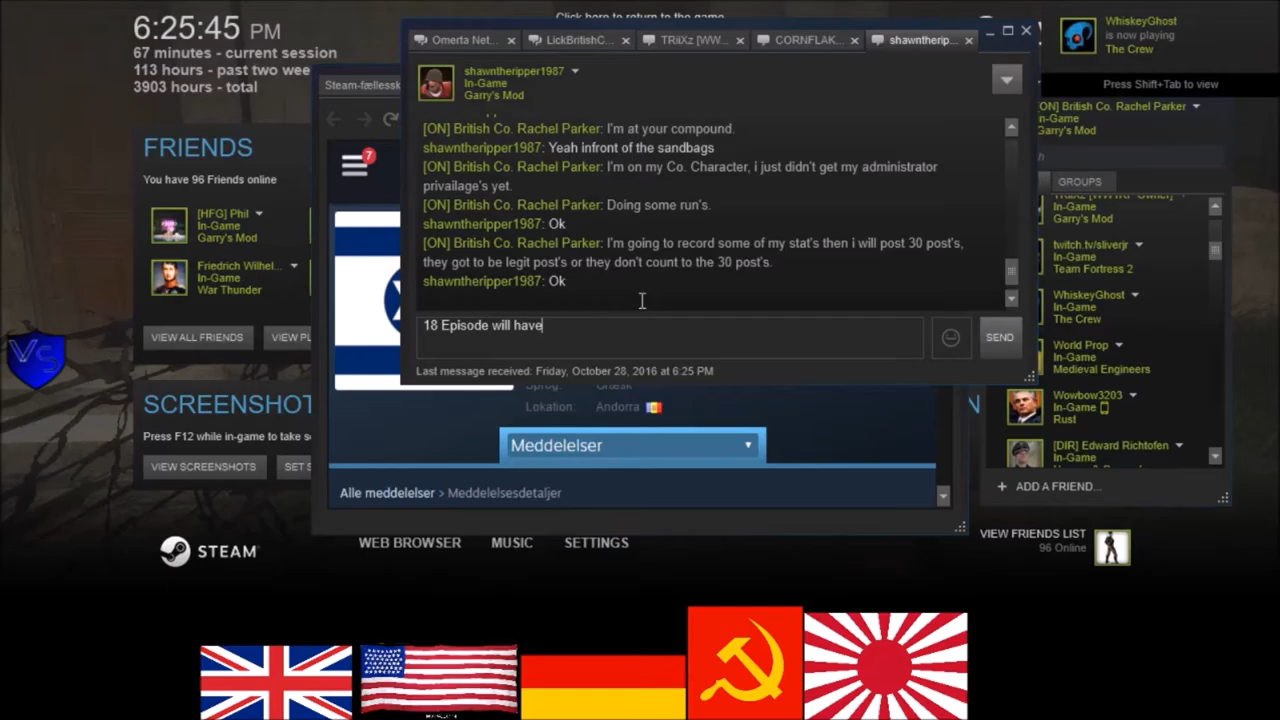 6:25:45 PM
67 minutes - current session
113 hours - past two wee
3903 hours - total
Click here to return to the game
WhiskeyGhost
is now playing
The Crew
Press Shift+Tab to view
Omerta Net...
LickBritishC...
TRiiXz [WW...
CORNFLAK...
shawntherip...
shawntheripper1987
In-Game
Garry's Mod
[ON] British Co. Rachel Parker: I'm at your compound.
shawntheripper1987: Yeah infront of the sandbags
[ON] British Co. Rachel Parker: I'm on my Co. Character, i just didn't get my administrator
privailage's yet.
[ON] British Co. Rachel Parker: Doing some run's.
shawntheripper1987: Ok
[ON] British Co. Rachel Parker: I'm going to record some of my stat's then i will post 30 post's,
they got to be legit post's or they don't count to the 30 post's.
shawntheripper1987: Ok
18 Episode will have
SEND
Last message received: Friday, October 28, 2016 at 6:25 PM
Steam-fællessk
7
FRIENDS
You have 96 Friends online
[HFG] Phil
In-Game
Garry's Mod
Friedrich Wilhel...
In-Game
War Thunder
VIEW ALL FRIENDS
VIEW PL
VS
SCREENSHOT
Press F12 while in-game to take s
VIEW SCREENSHOTS
SET S
Sprog: Græsk
Lokation: Andorra
Meddelelser
Alle meddelelser > Meddelelsesdetaljer
[ON] British Co. Rachel Parker
In-Game
Garry's Mod
GROUPS
In-Game
Garry's Mod
twitch.tv/sliverjr
In-Game
Team Fortress 2
WhiskeyGhost
In-Game
The Crew
World Prop
In-Game
Medieval Engineers
Wowbow3203
In-Game
Rust
[DIR] Edward Richtofen
In-Game
+ ADD A FRIEND...
STEAM
WEB BROWSER
MUSIC
SETTINGS
VIEW FRIENDS LIST
96 Online